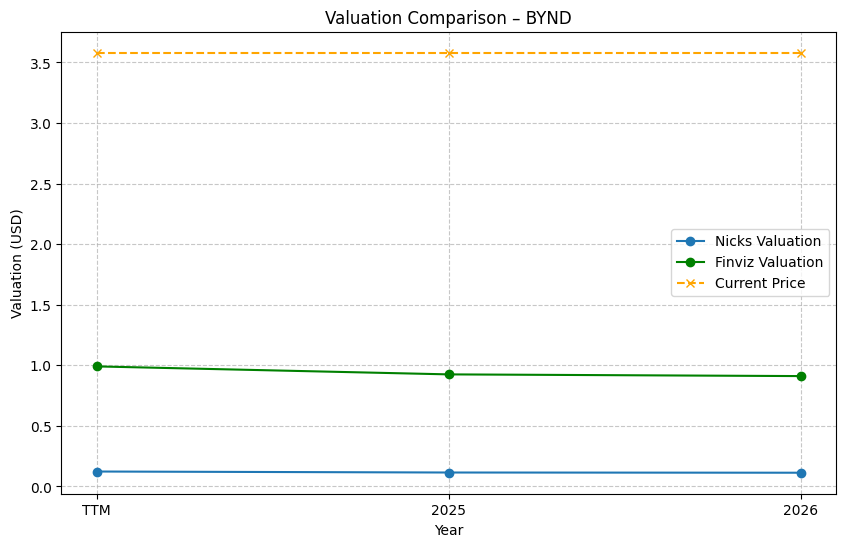 Valuation Comparison – BYND
Valuation (USD)
3.5
3.0
2.5
2.0
1.5
1.0
0.5
0.0
Nicks Valuation
Finviz Valuation
Current Price
TTM
2025
2026
Year